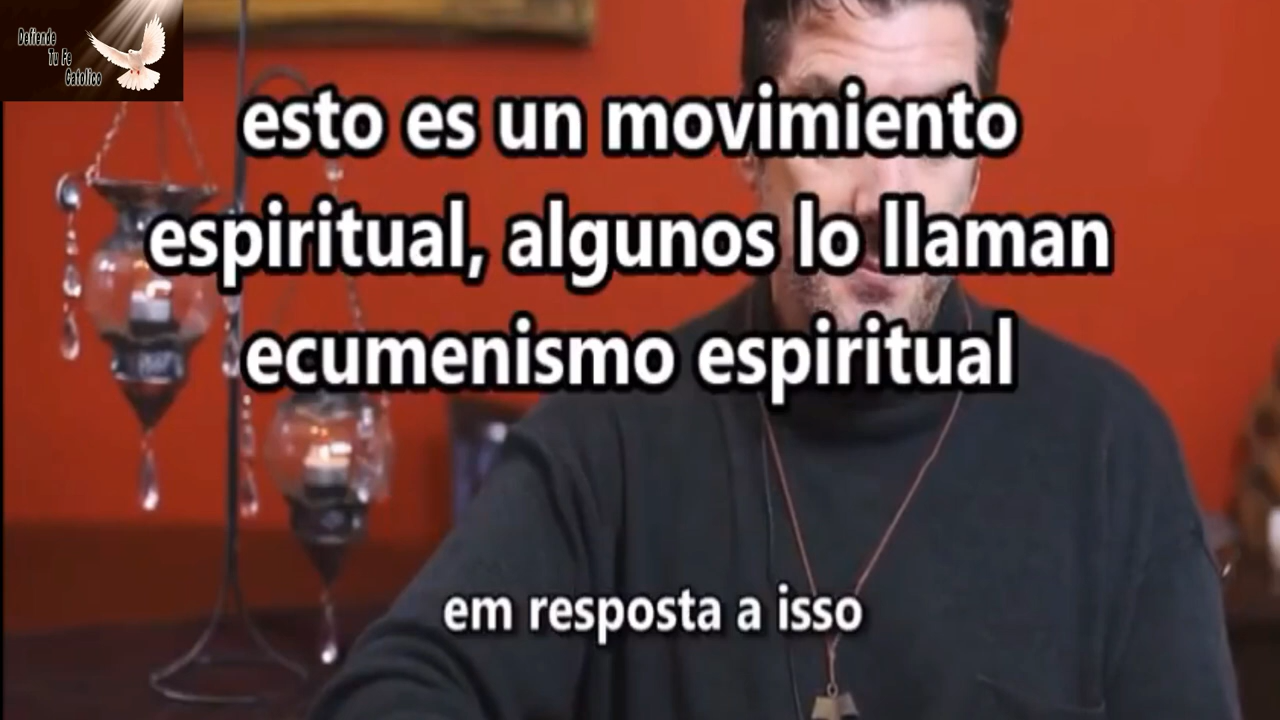 Defiende
Tu Fe
Catolico
esto es un movimiento
espiritual, algunos lo llaman
ecumenismo espiritual
em resposta a isso